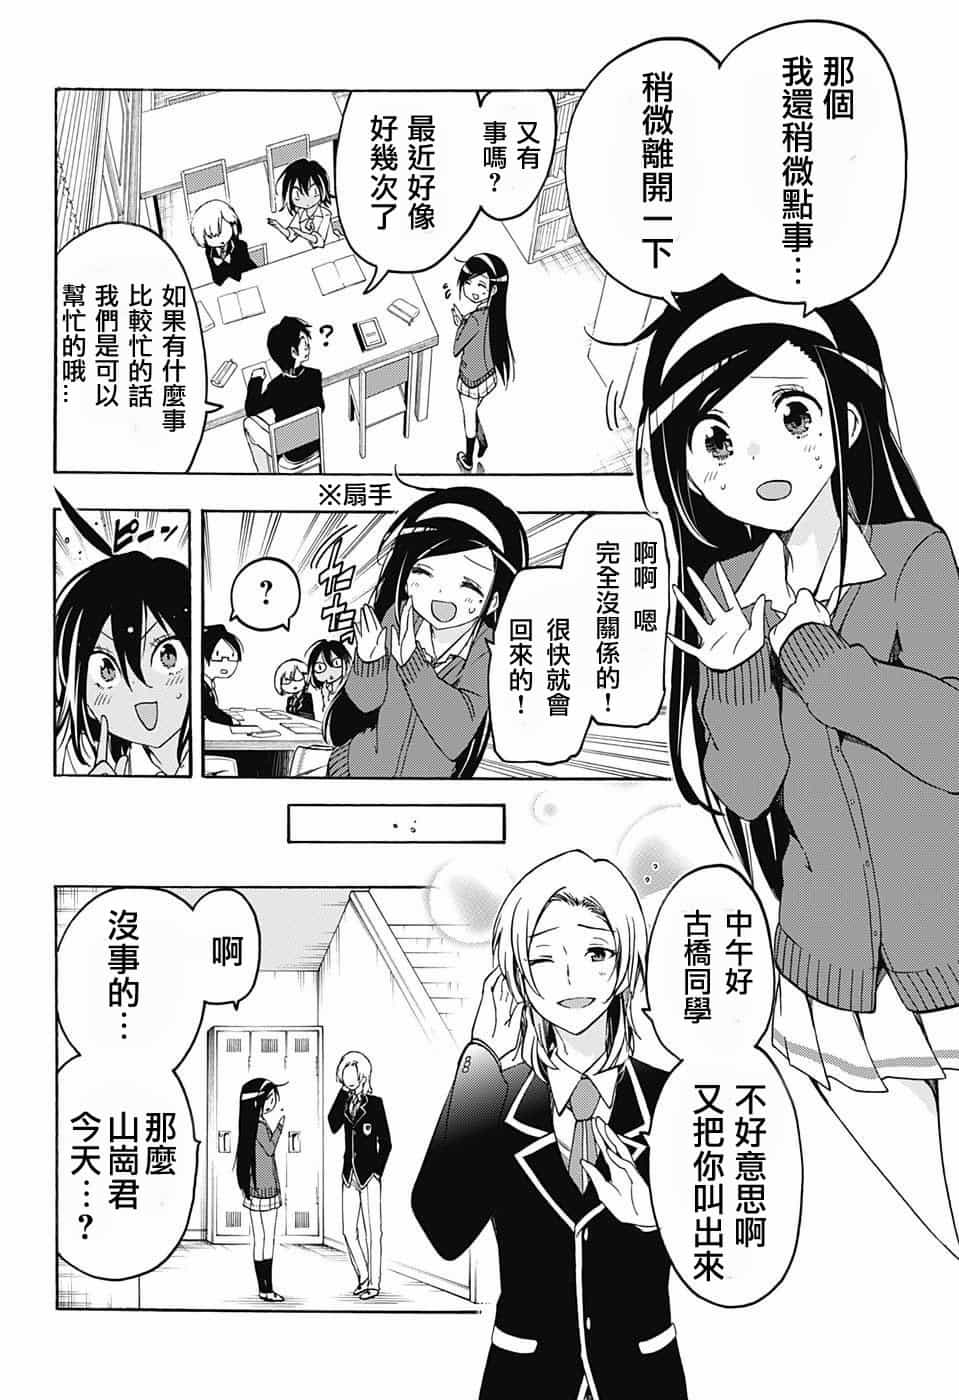 那個
我還稍微點事…
稍微離開一下
又有
事嗎?
最近好像
好幾次了
如果有什麼事
比較忙的話
我們是可以
幫忙的哦…
?
※扇手
啊啊 嗯
完全沒關係的!
很快就會
回來的!
パタパタ
?
ピーン
中午好
古橋同學
不好意思啊
又把你叫出來
啊
沒事的…
那麼
山崗君
今天…?